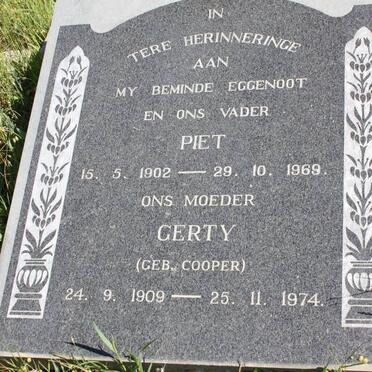 IN
TERE HERINNERINGE
AAN
MY BEMINDE EGGENOOT
EN ONS VADER
PIET
15. 5. 1902 — 29. 10. 1969.
ONS MOEDER
GERTY
(GEB. COOPER)
24. 9. 1909 — 25. 11. 1974.